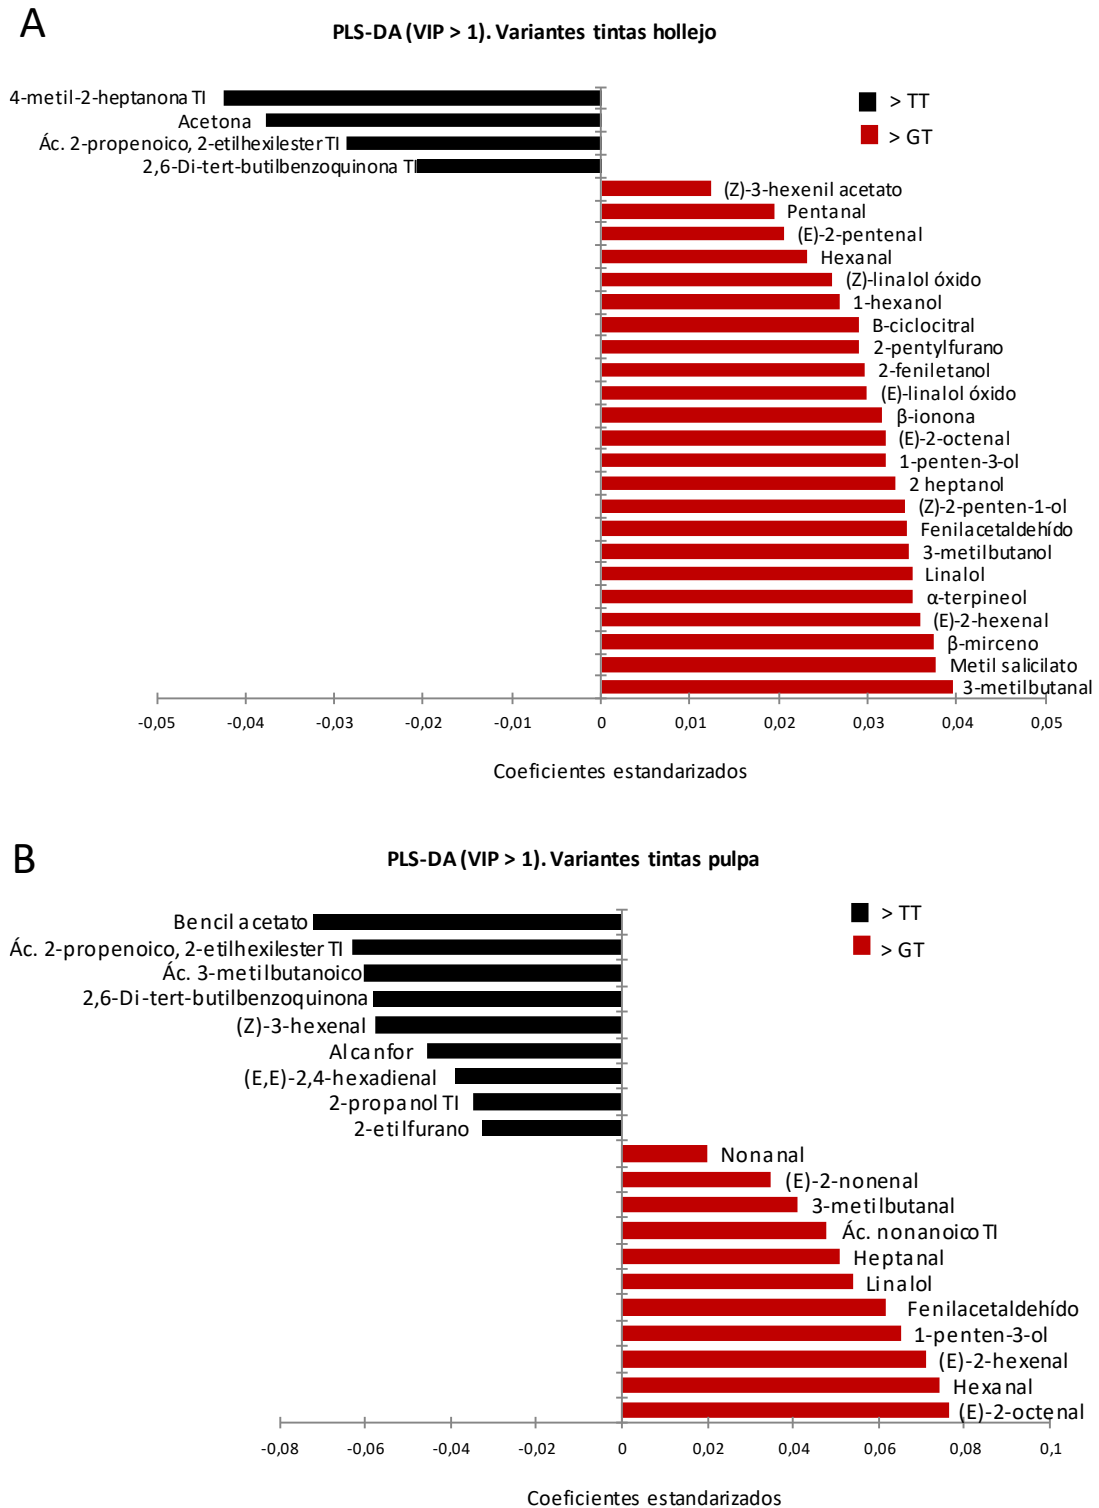 A
PLS-DA (VIP > 1). Variantes tintas hollejo
> TT
> GT
4-metil-2-heptanona TI
Acetona
Ác. 2-propenoico, 2-etilhexilester TI
2,6-Di-tert-butilbenzoquinona TI
(Z)-3-hexenil acetato
Pentanal
(E)-2-pentenal
Hexanal
(Z)-linalol óxido
1-hexanol
B-ciclocitral
2-pentylfurano
2-feniletanol
(E)-linalol óxido
β-ionona
(E)-2-octenal
1-penten-3-ol
2 heptanol
(Z)-2-penten-1-ol
Fenilacetaldehído
3-metilbutanol
Linalol
α-terpineol
(E)-2-hexenal
β-mirceno
Metil salicilato
3-metilbutanal
-0,05 -0,04 -0,03 -0,02 -0,01 0 0,01 0,02 0,03 0,04 0,05
Coeficientes estandarizados
B
PLS-DA (VIP > 1). Variantes tintas pulpa
> TT
> GT
Bencil acetato
Ác. 2-propenoico, 2-etilhexilester TI
Ác. 3-metilbutanoico
2,6-Di-tert-butilbenzoquinona
(Z)-3-hexenal
Alcanfor
(E,E)-2,4-hexadienal
2-propanol TI
2-etilfurano
Nonanal
(E)-2-nonenal
3-metilbutanal
Ác. nonanoico TI
Heptanal
Linalol
Fenilacetaldehído
1-penten-3-ol
(E)-2-hexenal
Hexanal
(E)-2-octenal
-0,08 -0,06 -0,04 -0,02 0 0,02 0,04 0,06 0,08 0,1
Coeficientes estandarizados